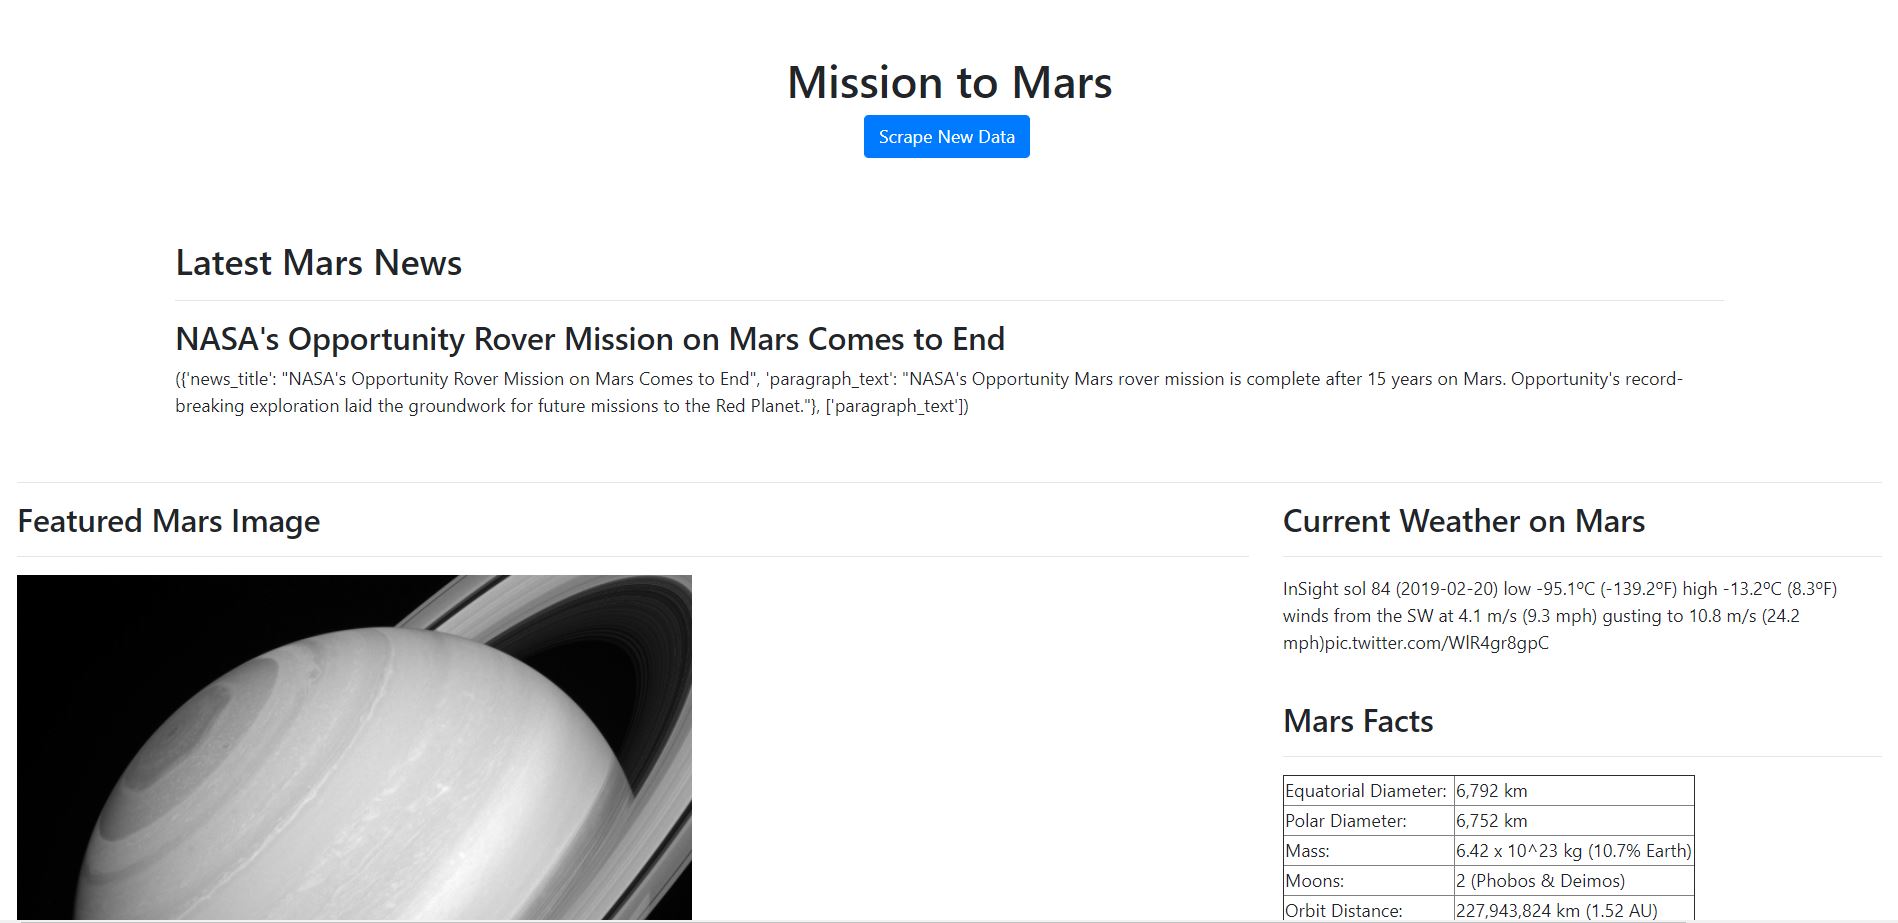 Mission to Mars
Scrape New Data
Latest Mars News
NASA's Opportunity Rover Mission on Mars Comes to End
({'news_title': "NASA's Opportunity Rover Mission on Mars Comes to End", 'paragraph_text': "NASA's Opportunity Mars rover mission is complete after 15 years on Mars. Opportunity's record-
breaking exploration laid the groundwork for future missions to the Red Planet."}, ['paragraph_text'])
Featured Mars Image
Current Weather on Mars
InSight sol 84 (2019-02-20) low -95.1ºC (-139.2ºF) high -13.2ºC (8.3ºF)
winds from the SW at 4.1 m/s (9.3 mph) gusting to 10.8 m/s (24.2
mph)pic.twitter.com/WlR4gr8gpC
Mars Facts
Equatorial Diameter: 6,792 km
Polar Diameter: 6,752 km
Mass: 6.42 x 10^23 kg (10.7% Earth)
Moons: 2 (Phobos & Deimos)
Orbit Distance: 227,943,824 km (1.52 AU)